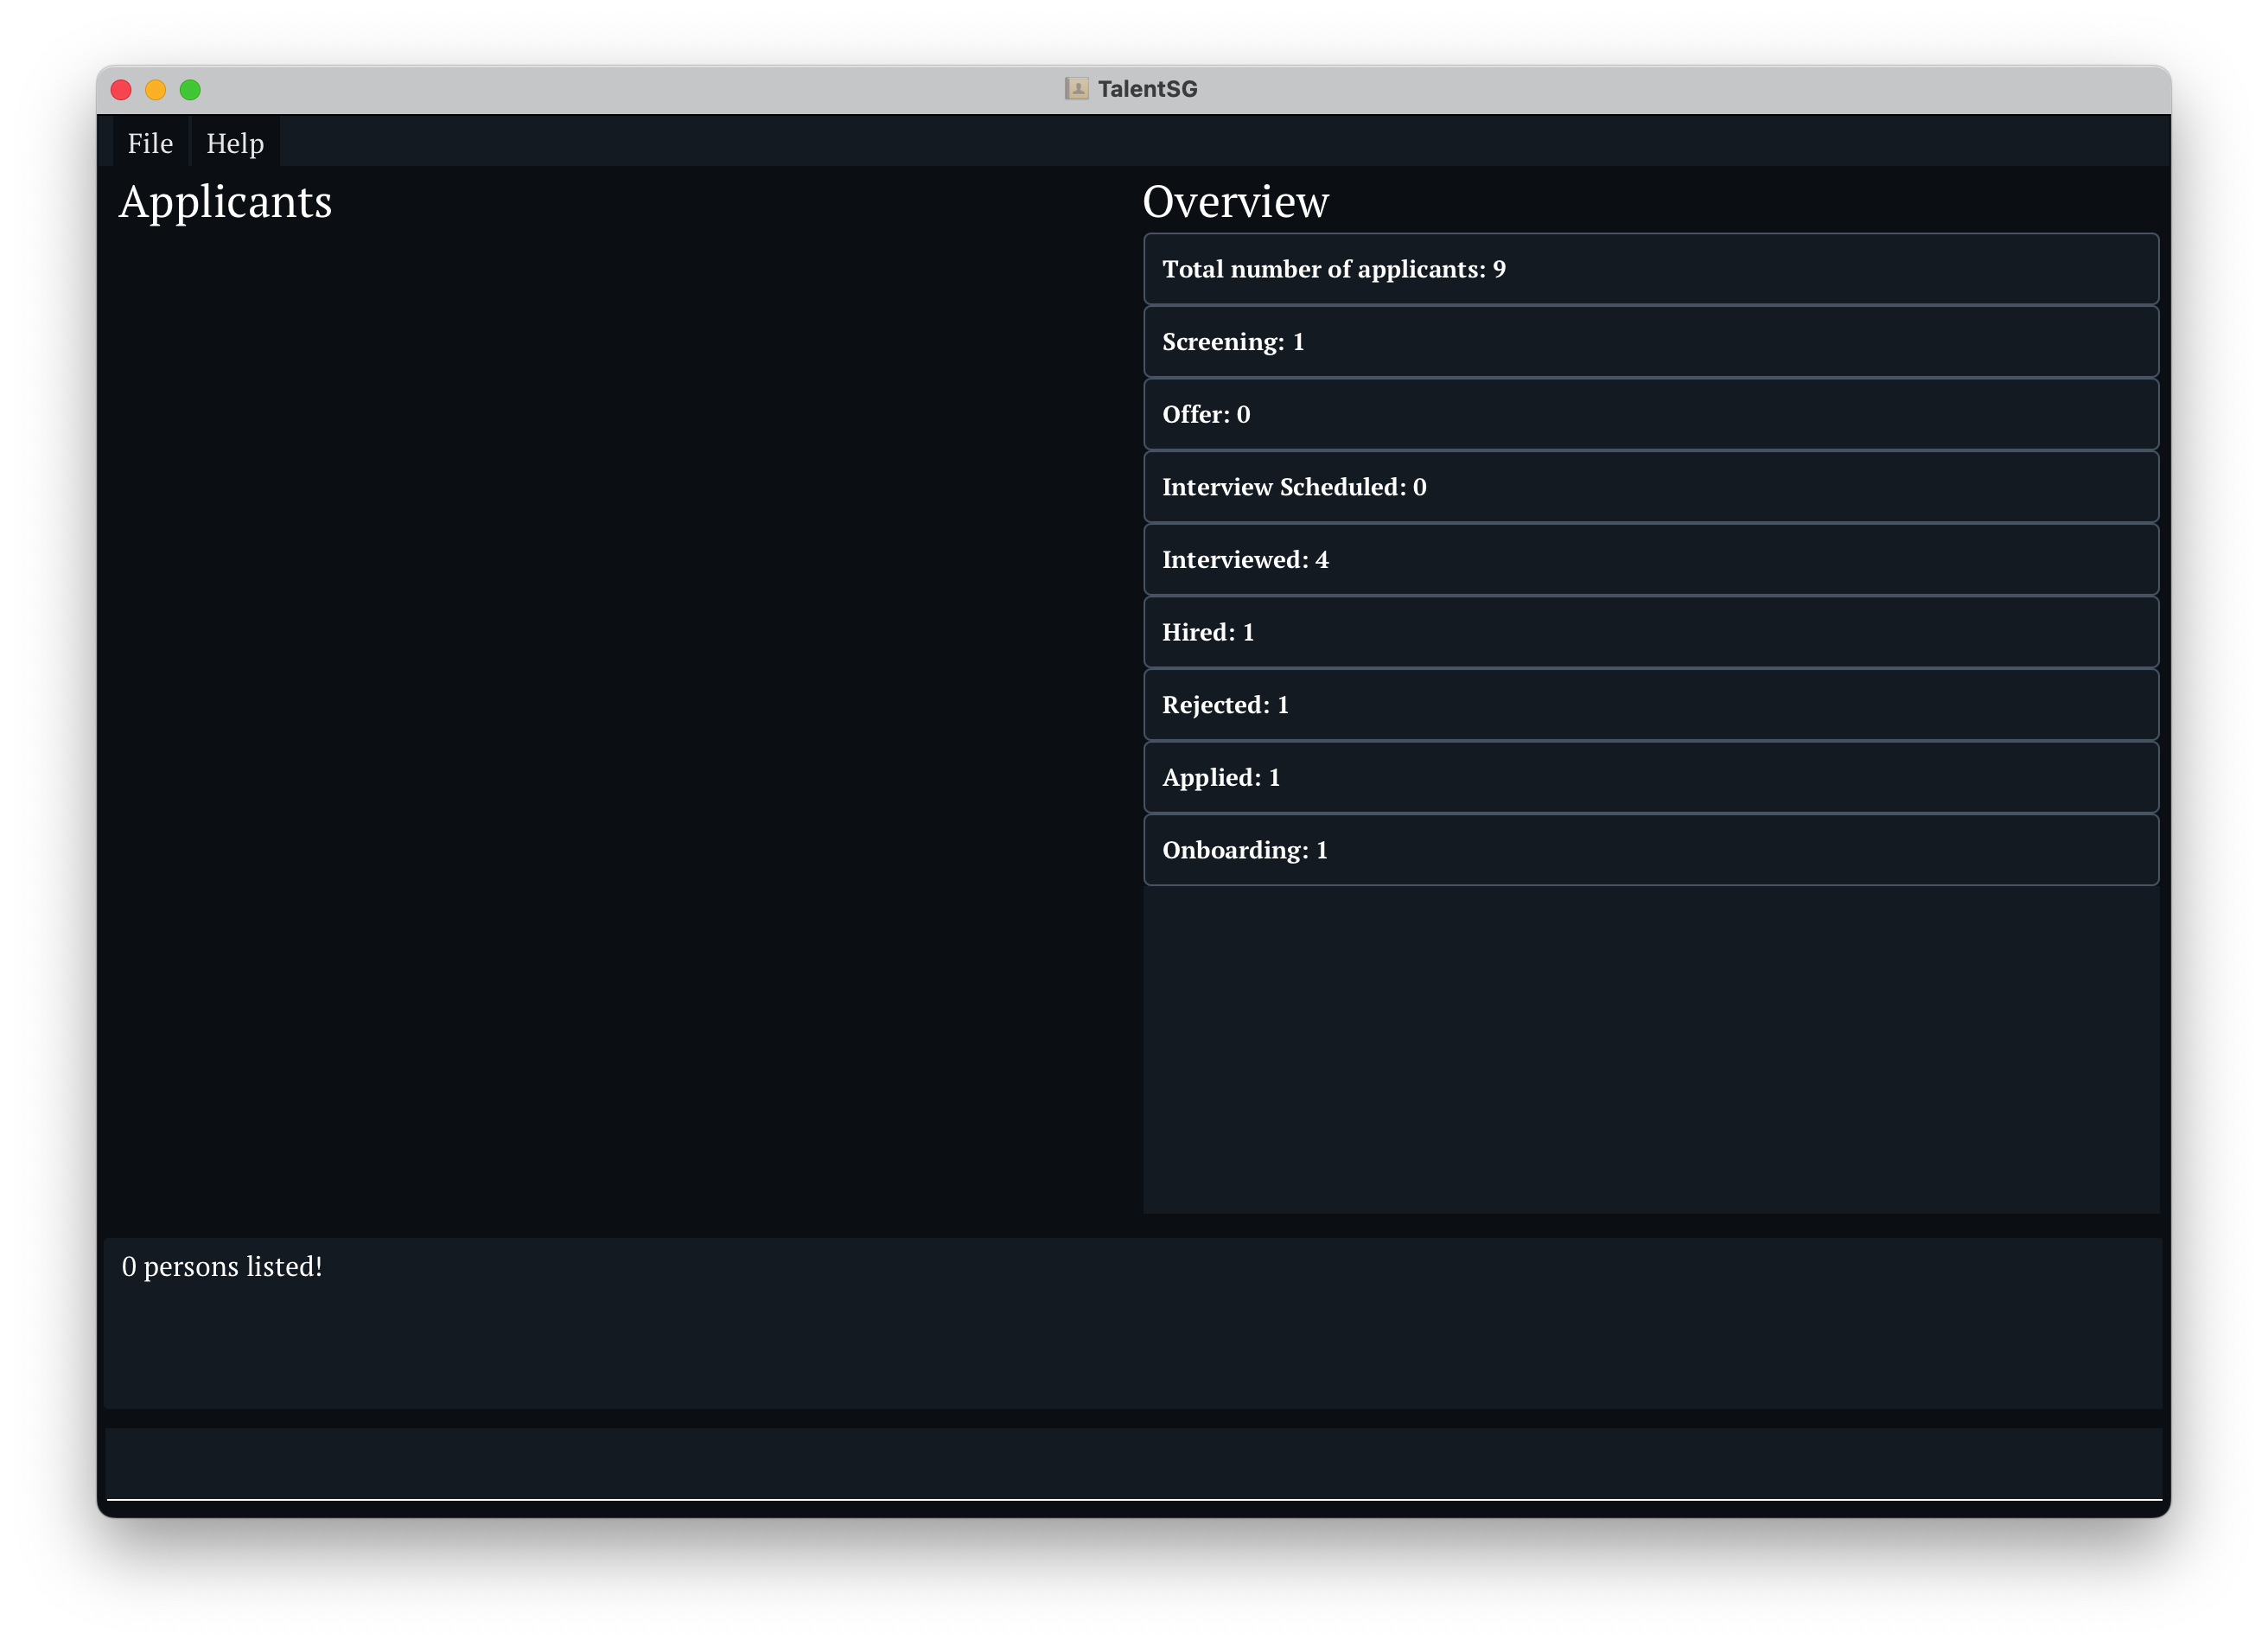 TalentSG
File Help
Applicants
Overview
Total number of applicants: 9
Screening: 1
Offer: 0
Interview Scheduled: 0
Interviewed: 4
Hired: 1
Rejected: 1
Applied: 1
Onboarding: 1
0 persons listed!